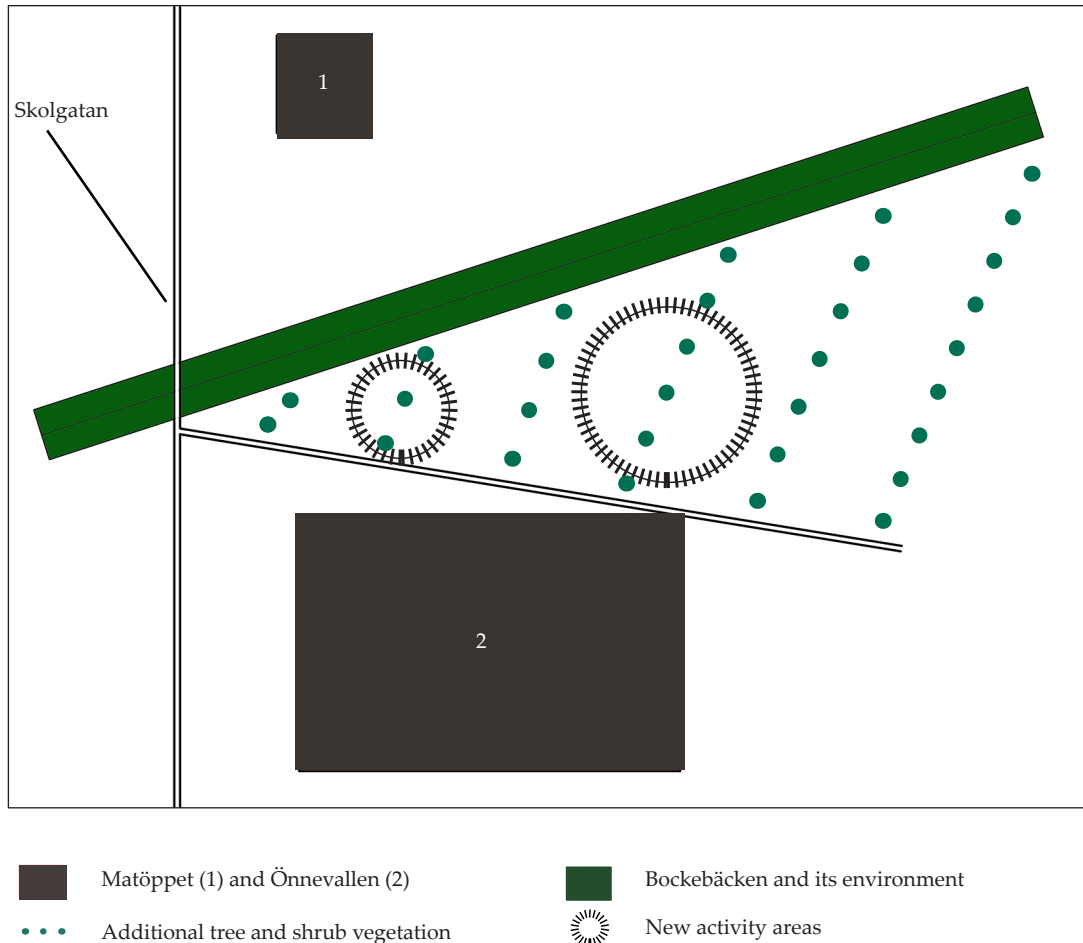 1
Skolgatan
2
Matöppet (1) and Önnevallen (2)
Bockebäcken and its environment
Additional tree and shrub vegetation
New activity areas